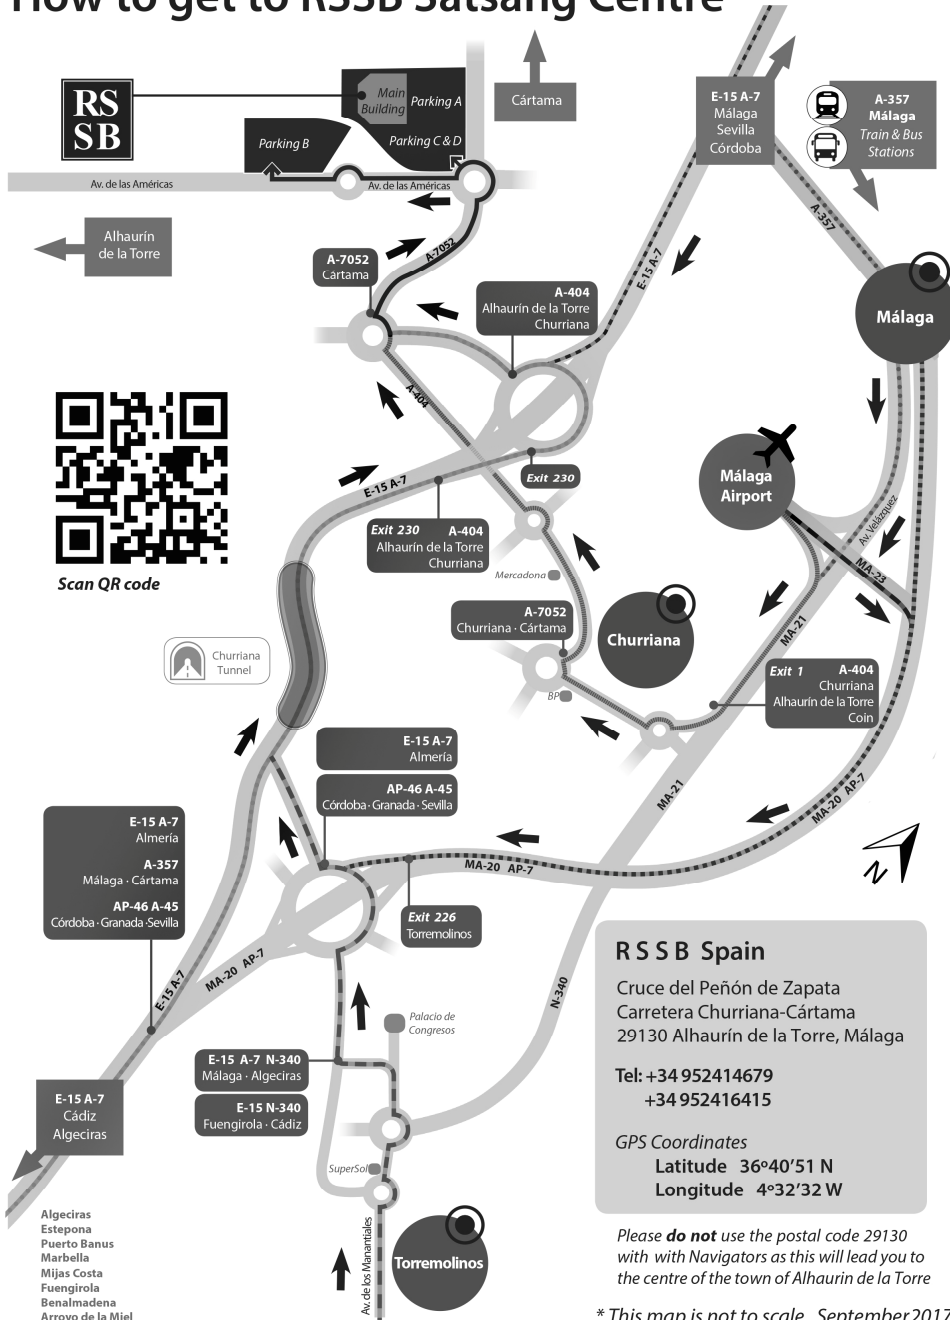 How to get to RSSB Satsang Centre
RS
SB
Main
Building
Parking A
Parking B
Parking C & D
Av. de las Américas
Av. de las Américas
Cártama
E-15 A-7
Málaga
Sevilla
Córdoba
A-357
Málaga
Train & Bus
Stations
A-357
Alhaurín
de la Torre
A-7052
A-7052
Cártama
E-15 A-7
A-404
Alhaurín de la Torre
Churriana
Málaga
A-404
Málaga
Airport
E-15 A-7
Exit 230
Exit 230 A-404
Alhaurín de la Torre
Churriana
Av. Velázquez
MA-23
Scan QR code
Mercadona
A-7052
Churriana · Cártama
Churriana
MA-21
Churriana
Tunnel
BP
Exit 1 A-404
Churriana
Alhaurín de la Torre
Coin
E-15 A-7
Almería
AP-46 A-45
Córdoba · Granada · Sevilla
MA-21
MA-20 AP-7
E-15 A-7
Almería
A-357
Málaga · Cártama
AP-46 A-45
Córdoba · Granada · Sevilla
MA-20 AP-7
N
Exit 226
Torremolinos
MA-20 AP-7
E-15 A-7
N-340
Palacio de
Congresos
E-15 A-7 N-340
Málaga · Algeciras
E-15 N-340
Fuengirola · Cádiz
E-15 A-7
Cádiz
Algeciras
SuperSol
Av. de los Manantiales
Torremolinos
Algeciras
Estepona
Puerto Banus
Marbella
Mijas Costa
Fuengirola
Benalmadena
Arroyo de la Miel
RSSB Spain
Cruce del Peñón de Zapata
Carretera Churriana-Cártama
29130 Alhaurín de la Torre, Málaga
Tel: +34 952414679
+34 952416415
GPS Coordinates
Latitude 36º40’51 N
Longitude 4º32’32 W
Please do not use the postal code 29130
with with Navigators as this will lead you to
the centre of the town of Alhaurin de la Torre
* This map is not to scale September 2017